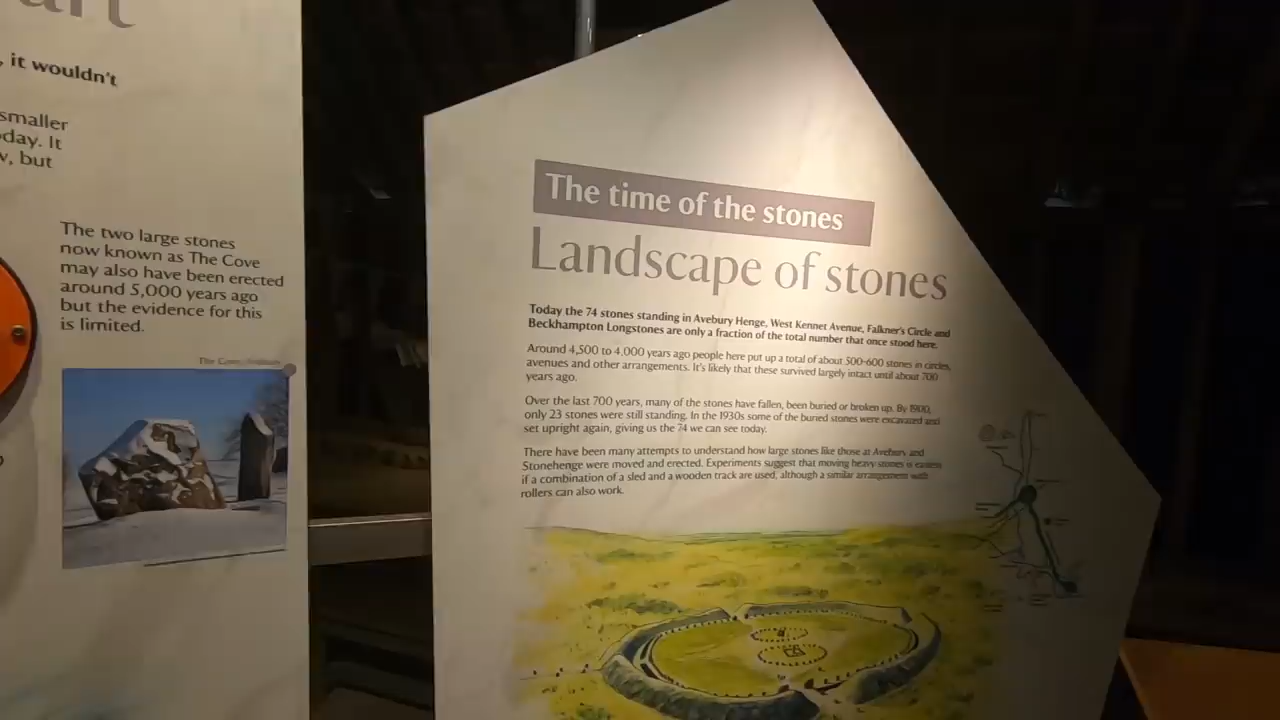 , it wouldn't
smaller
day. It
w, but
The two large stones
now known as The Cove
may also have been erected
around 5,000 years ago
but the evidence for this
is limited.
The Cove, Avebury
The time of the stones
Landscape of stones
Today the 74 stones standing in Avebury Henge, West Kennet Avenue, Falkner's Circle and
Beckhampton Longstones are only a fraction of the total number that once stood here.
Around 4,500 to 4,000 years ago people here put up a total of about 500-600 stones in circles,
avenues and other arrangements. It's likely that these survived largely intact until about 700
years ago.
Over the last 700 years, many of the stones have fallen, been buried or broken up. By 1900,
only 23 stones were still standing. In the 1930s some of the buried stones were excavated and
set upright again, giving us the 74 we can see today.
There have been many attempts to understand how large stones like those at Avebury and
Stonehenge were moved and erected. Experiments suggest that moving heavy stones is easiest
if a combination of a sled and a wooden track are used, although a similar arrangement with
rollers can also work.